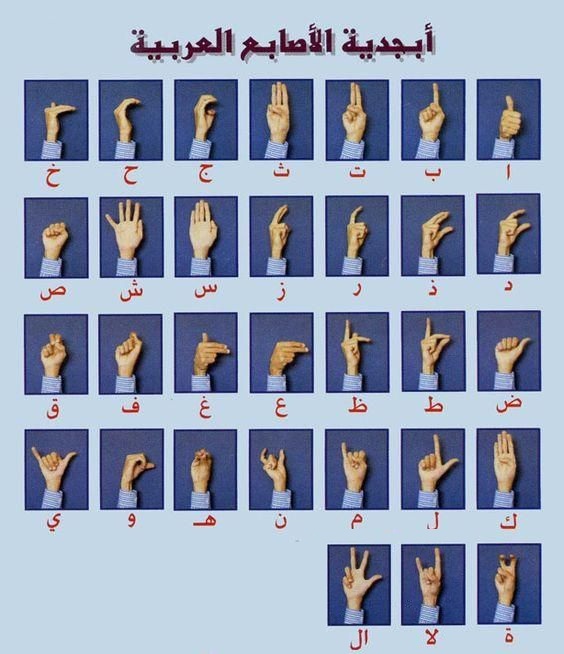 أبجدية الأصابع العربية
ا ب ت ث ج ح خ
د ذ ر ز س ش ص
ض ط ظ ع غ ف ق
ك ل م ن هـ و ي
ة لا ال